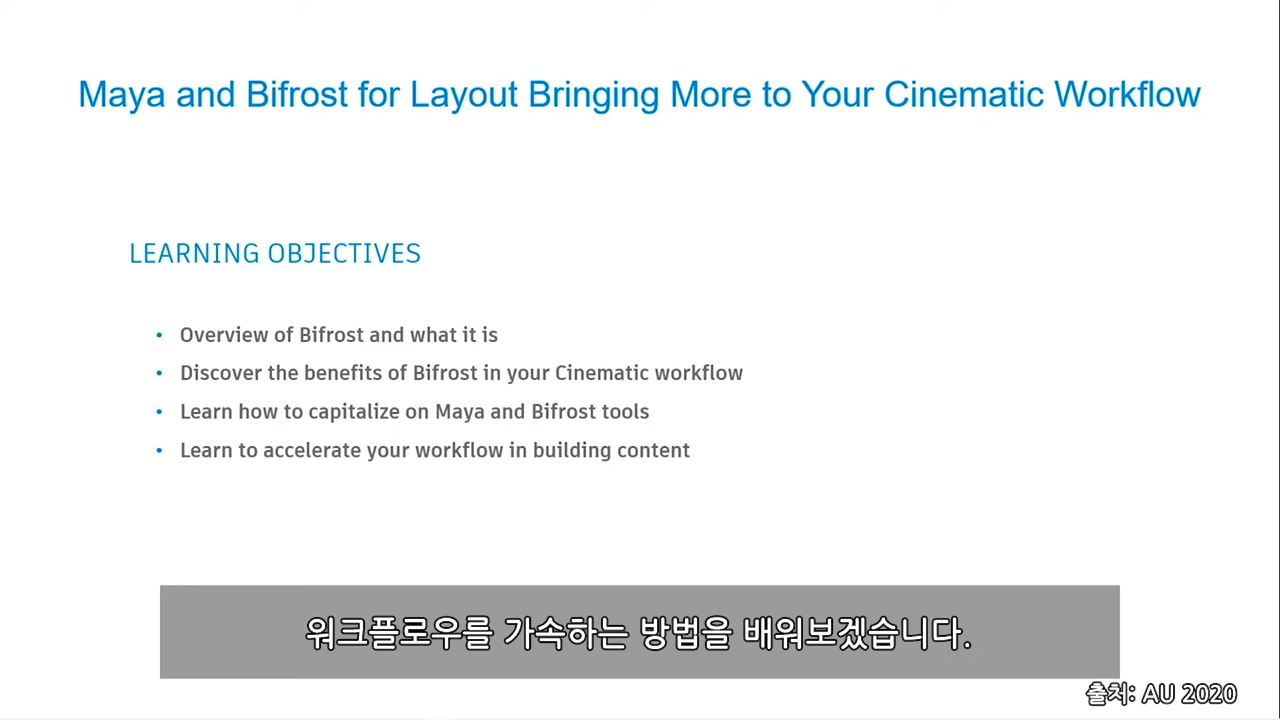 Maya and Bifrost for Layout Bringing More to Your Cinematic Workflow
LEARNING OBJECTIVES
• Overview of Bifrost and what it is
• Discover the benefits of Bifrost in your Cinematic workflow
• Learn how to capitalize on Maya and Bifrost tools
• Learn to accelerate your workflow in building content
워크플로우를 가속하는 방법을 배워보겠습니다.
출처: AU 2020